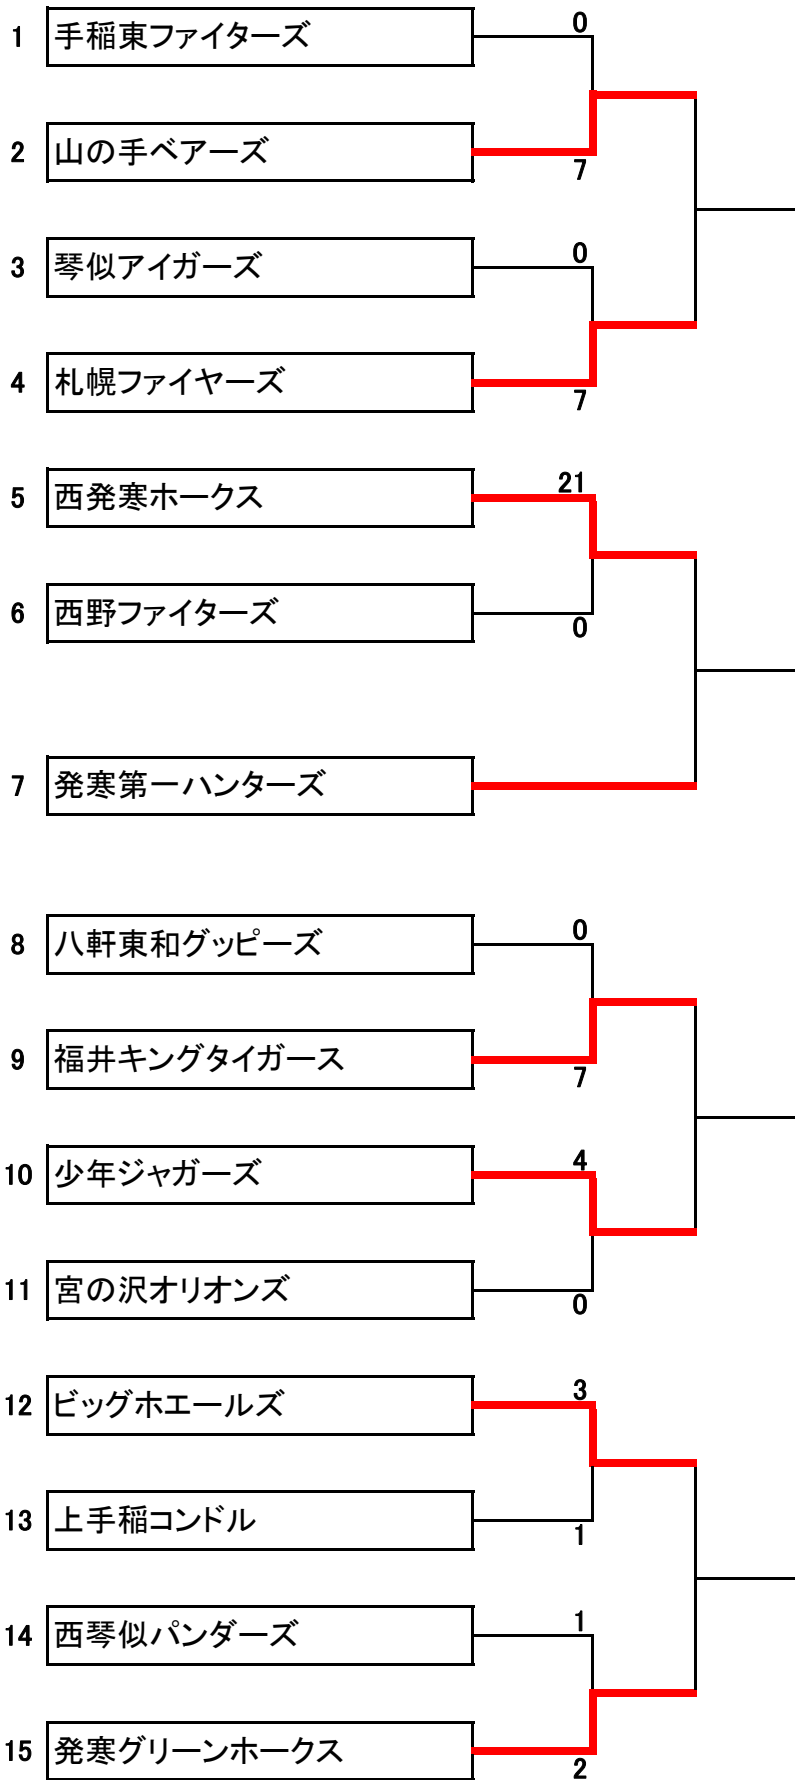 1 手稲東ファイターズ 0
2 山の手ベアーズ 7
3 琴似アイガーズ 0
4 札幌ファイヤーズ 7
5 西発寒ホークス 21
6 西野ファイターズ 0
7 発寒第一ハンターズ
8 八軒東和グッピーズ 0
9 福井キングタイガース 7
10 少年ジャガーズ 4
11 宮の沢オリオンズ 0
12 ビッグホエールズ 3
13 上手稲コンドル 1
14 西琴似パンダーズ 1
15 発寒グリーンホークス 2